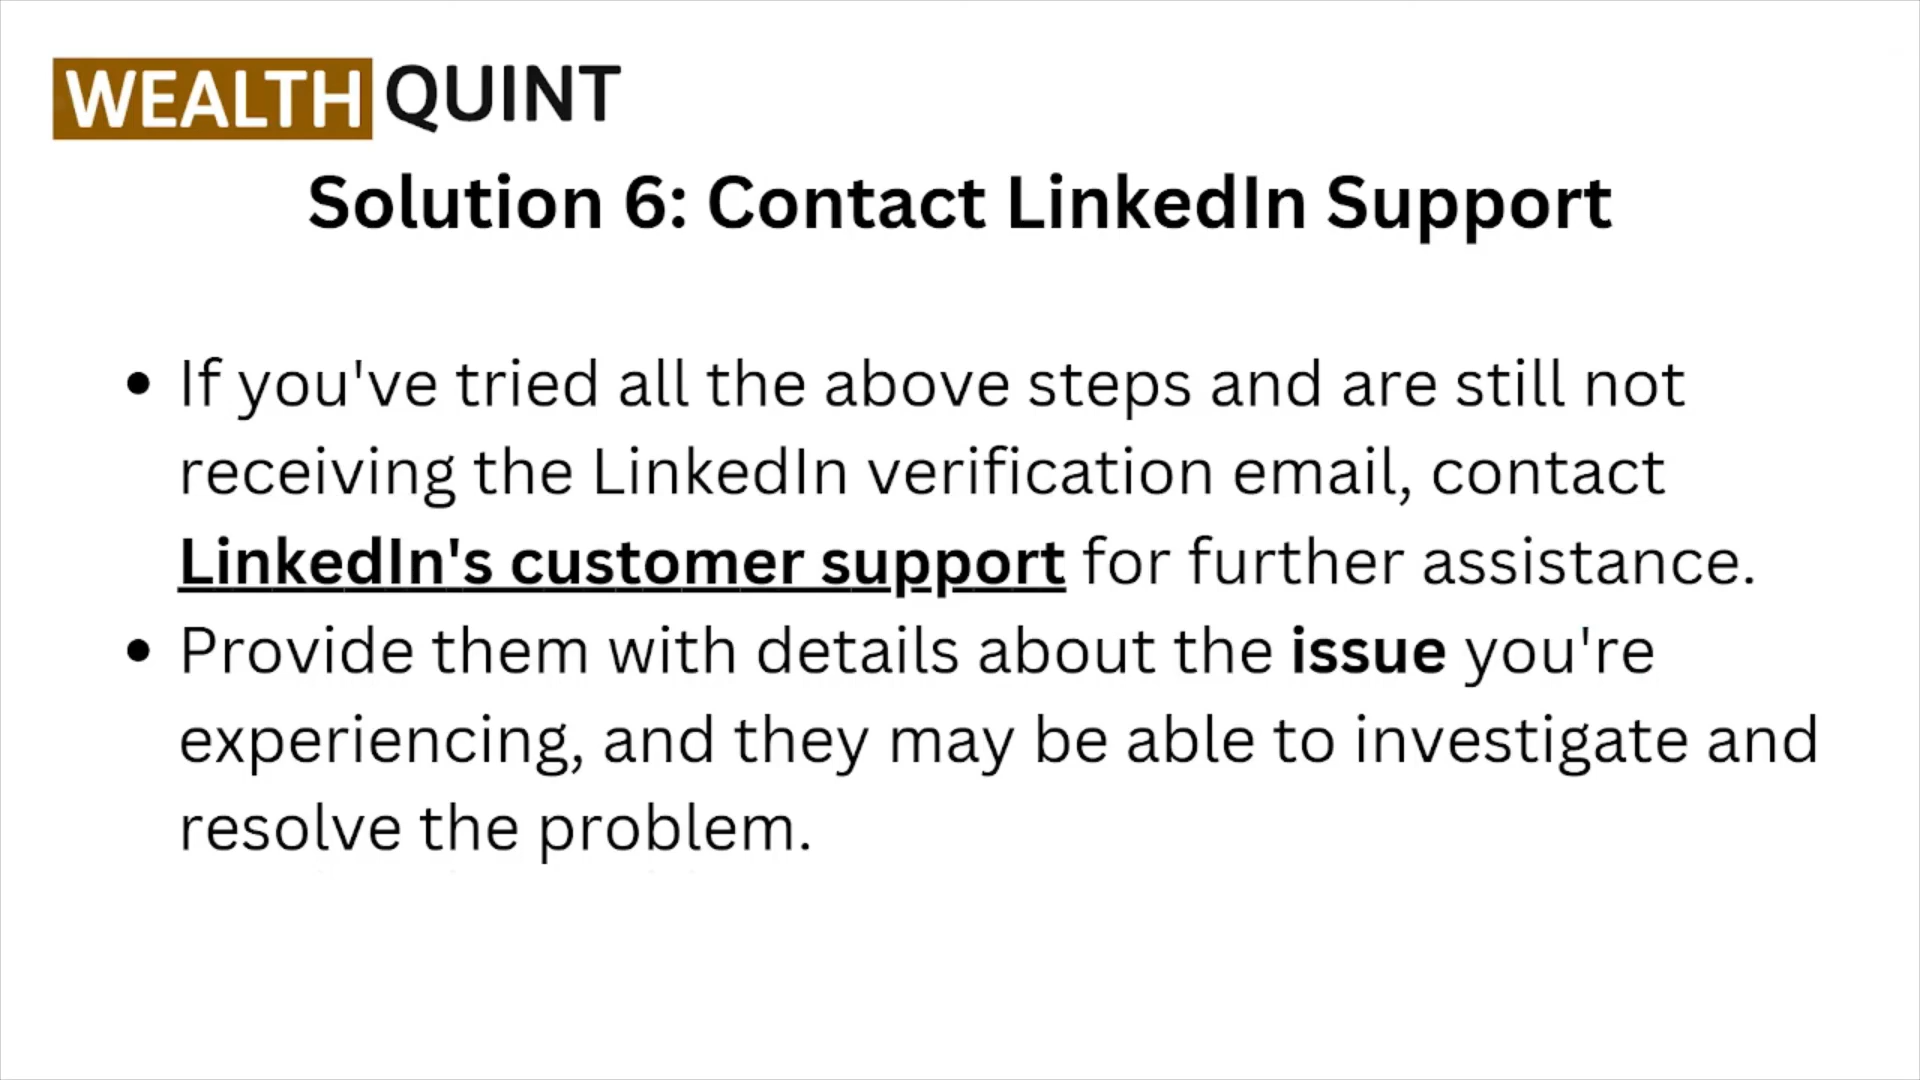 WEALTH QUINT
Solution 6: Contact LinkedIn Support
• If you've tried all the above steps and are still not
receiving the LinkedIn verification email, contact
LinkedIn's customer support for further assistance.
• Provide them with details about the issue you're
experiencing, and they may be able to investigate and
resolve the problem.